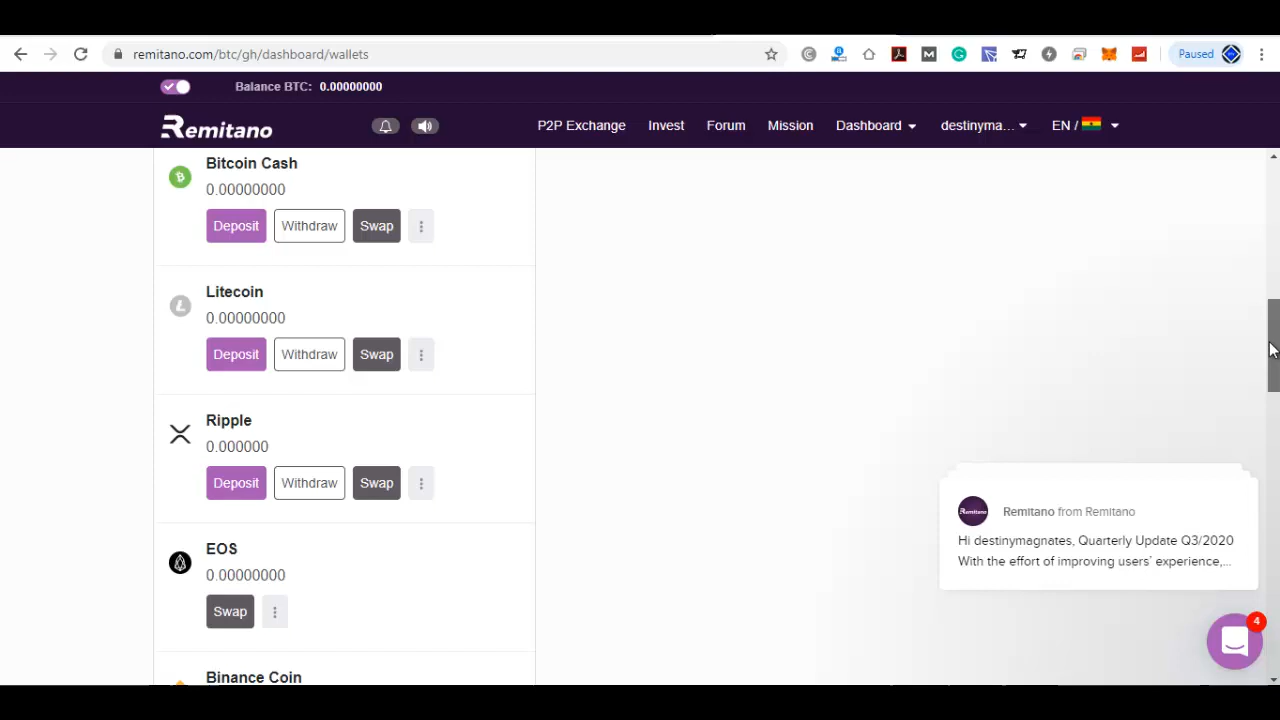 remitano.com/btc/gh/dashboard/wallets
Paused
Balance BTC: 0.00000000
Remitano
P2P Exchange
Invest
Forum
Mission
Dashboard
destinyma...
EN /
Bitcoin Cash
0.00000000
Deposit
Withdraw
Swap
Litecoin
0.00000000
Deposit
Withdraw
Swap
Ripple
0.000000
Deposit
Withdraw
Swap
EOS
0.00000000
Swap
Binance Coin
Remitano
Remitano from Remitano
Hi destinymagnates, Quarterly Update Q3/2020
With the effort of improving users’ experience,...
4